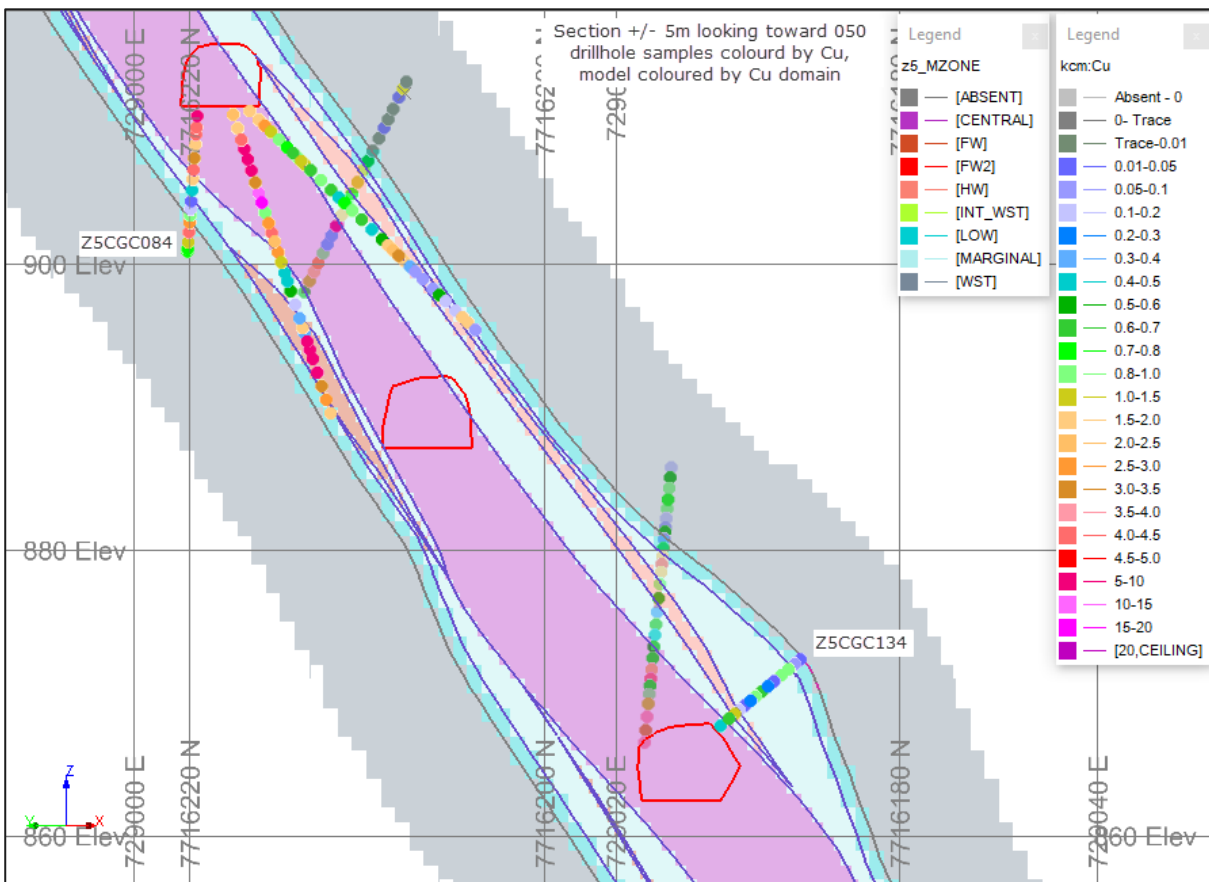 Section +/- 5m looking toward 050
drillhole samples colourd by Cu,
model coloured by Cu domain
Legend
x
z5_MZONE
[ABSENT]
[CENTRAL]
[FW]
[FW2]
[HW]
[INT_WST]
[LOW]
[MARGINAL]
[WST]
Legend
x
kcm:Cu
Absent - 0
0- Trace
Trace-0.01
0.01-0.05
0.05-0.1
0.1-0.2
0.2-0.3
0.3-0.4
0.4-0.5
0.5-0.6
0.6-0.7
0.7-0.8
0.8-1.0
1.0-1.5
1.5-2.0
2.0-2.5
2.5-3.0
3.0-3.5
3.5-4.0
4.0-4.5
4.5-5.0
5-10
10-15
15-20
[20,CEILING]
729000 E
7716220 N
7716200 N
7290
7716180 N
Z5CGC084
900 Elev
880 Elev
Z5CGC134
729000 E
7716220 N
7716200 N
729020 E
7716180 N
729040 E
860 Elev
860 Elev
Z
Y
X